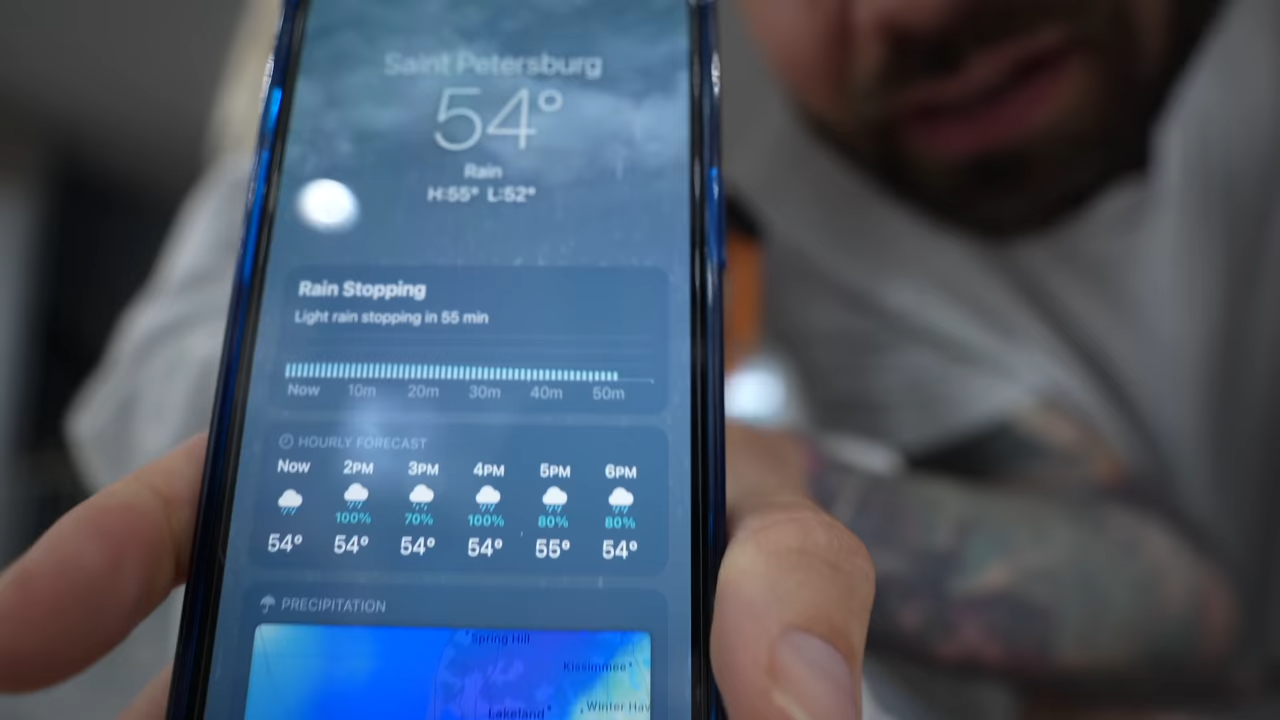 Saint Petersburg
54°
Rain
H:55° L:52°
Rain Stopping
Light rain stopping in 55 min
Now 10m 20m 30m 40m 50m
HOURLY FORECAST
Now 2PM 3PM 4PM 5PM 6PM
100% 70% 100% 80% 80%
54° 54° 54° 54° 55° 54°
PRECIPITATION
Spring Hill
Kissimmee
Winter Hav
Lakeland